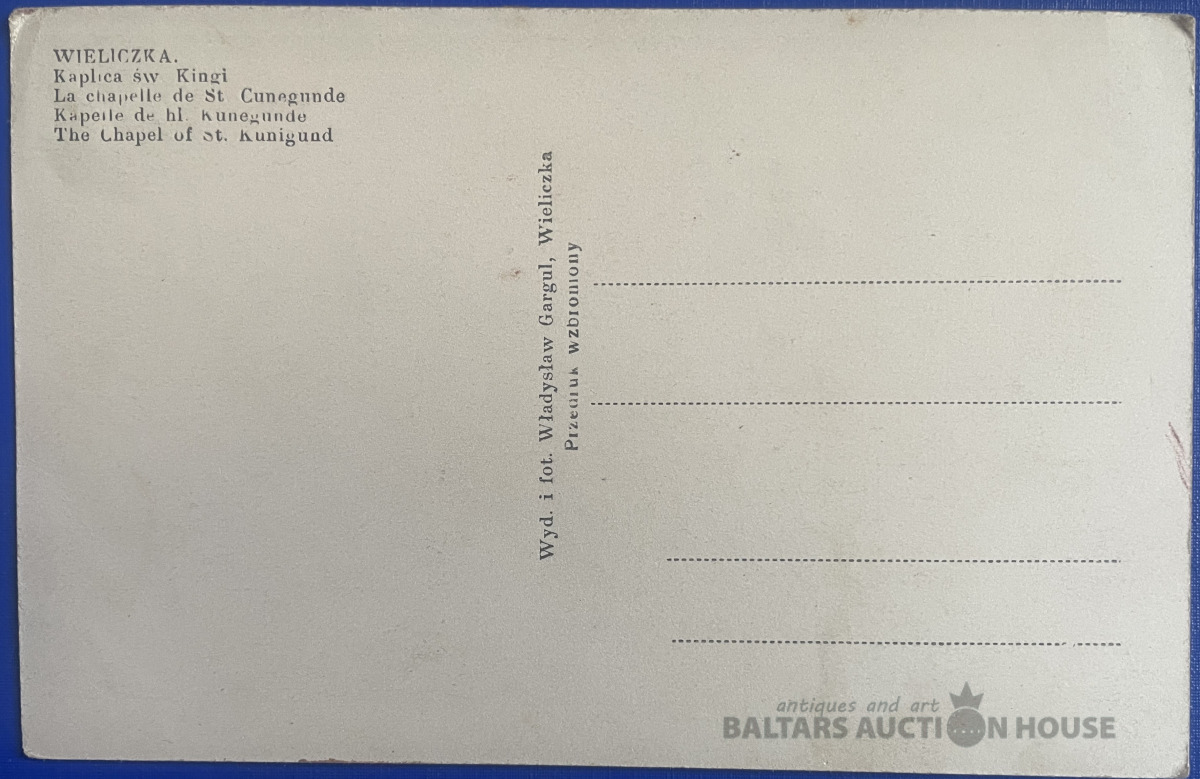 WIELICZKA.
Kaplica św Kingi
La chapelle de St Cunegunde
Kapelle de hl. Kunegunde
The Chapel of St. Kunigund
Wyd. i fot. Władysław Gargul, Wieliczka
Przedruk wzbroniony
antiques and art
BALTARS AUCTION HOUSE